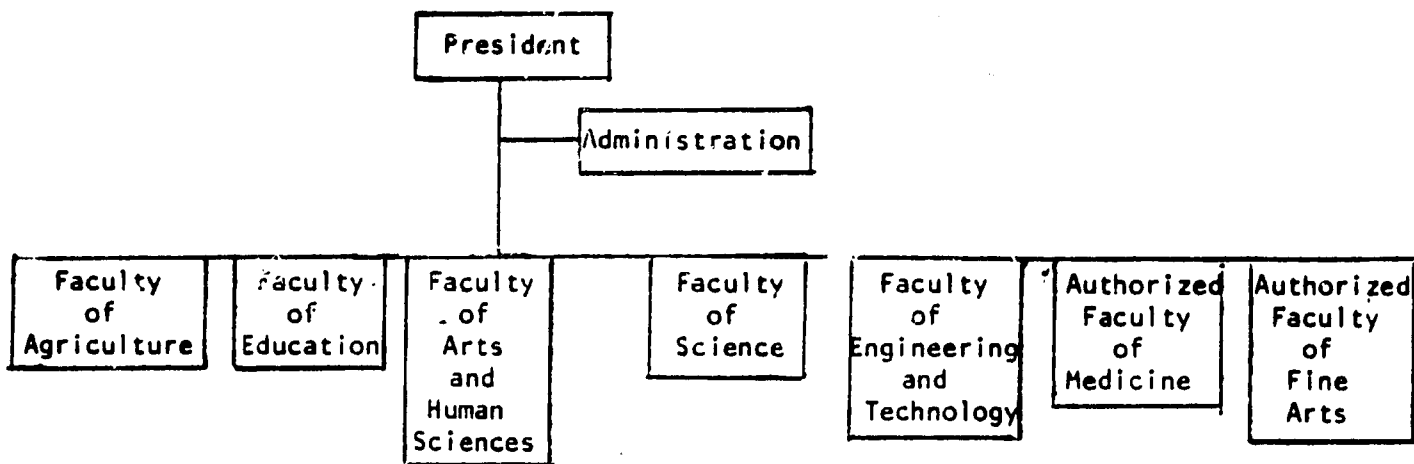 President
Administration
Faculty
of
Agriculture
Faculty
of
Education
Faculty
of
Arts
and
Human
Sciences
Faculty
of
Science
Faculty
of
Engineering
and
Technology
Authorized
Faculty
of
Medicine
Authorized
Faculty
of
Fine
Arts